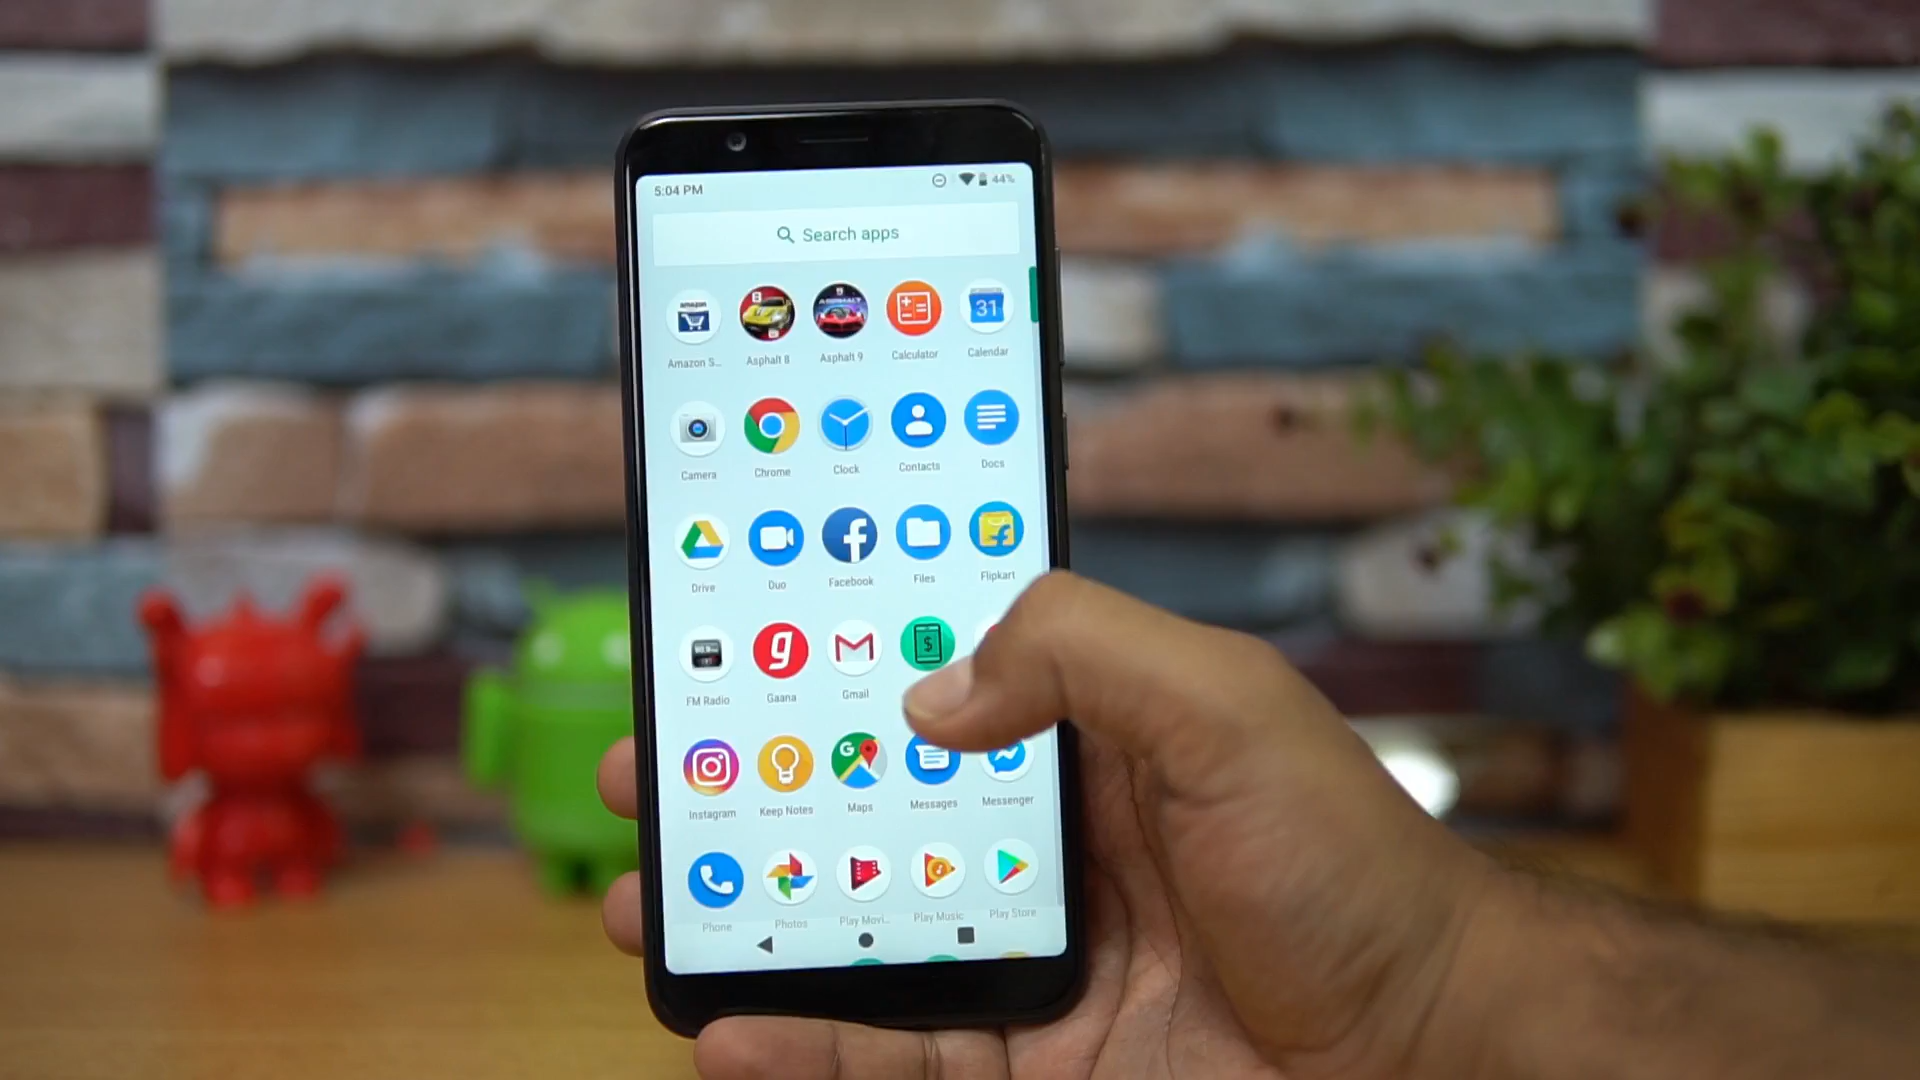 5:04 PM 44%
Search apps
amazon
8
ASPHALT
31
Amazon S... Asphalt 8 Asphalt 9 Calculator Calendar
Camera Chrome Clock Contacts Docs
Drive Duo Facebook Files Flipkart
g $
FM Radio Gaana Gmail
G
Instagram Keep Notes Maps Messages Messenger
Phone Photos Play Movi... Play Music Play Store